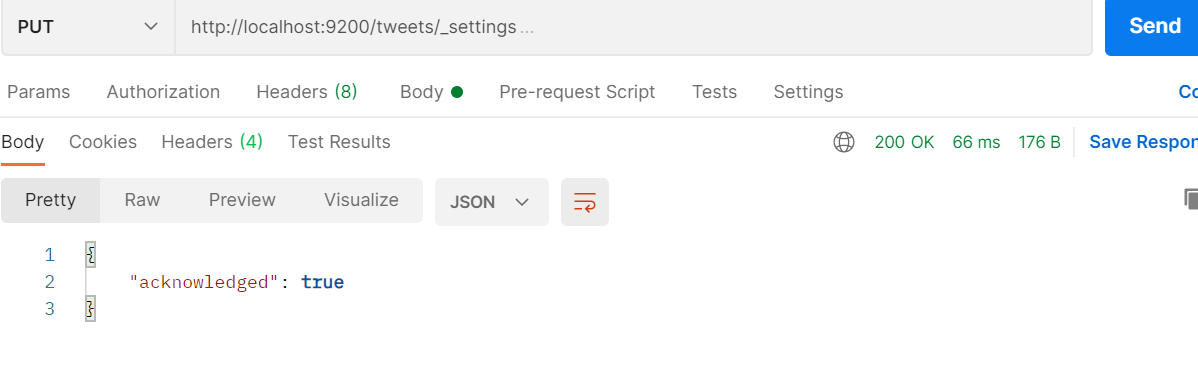 PUT http://localhost:9200/tweets/_settings ... Send
Params Authorization Headers (8) Body Pre-request Script Tests Settings Co
Body Cookies Headers (4) Test Results 200 OK 66 ms 176 B Save Respon
Pretty Raw Preview Visualize JSON
1 {
2 "acknowledged": true
3 }